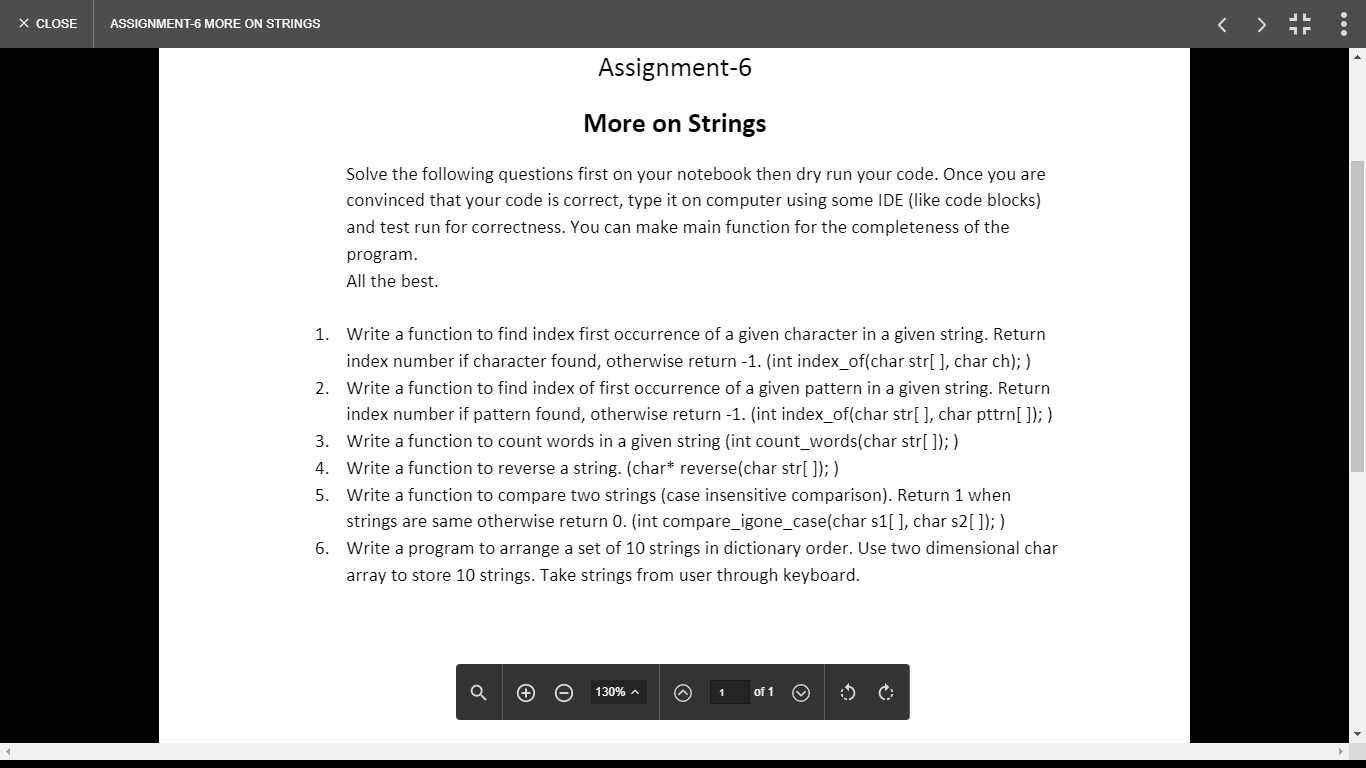 CLOSE
ASSIGNMENT-6 MORE ON STRINGS
Assignment-6
More on Strings
Solve the following questions first on your notebook then dry run your code. Once you are
convinced that your code is correct, type it on computer using some IDE (like code blocks)
and test run for correctness. You can make main function for the completeness of the
program.
All the best.
1. Write a function to find index first occurrence of a given character in a given string. Return
index number if character found, otherwise return -1. (int index_of(char str[ ], char ch); )
2. Write a function to find index of first occurrence of a given pattern in a given string. Return
index number if pattern found, otherwise return -1. (int index_of(char str[ ], char pttrn[ ]); )
3. Write a function to count words in a given string (int count_words(char str[ ]); )
4. Write a function to reverse a string. (char* reverse(char str[ ]); )
5. Write a function to compare two strings (case insensitive comparison). Return 1 when
strings are same otherwise return 0. (int compare_igone_case(char s1[ ], char s2[ ]); )
6. Write a program to arrange a set of 10 strings in dictionary order. Use two dimensional char
array to store 10 strings. Take strings from user through keyboard.
130% 1 of 1